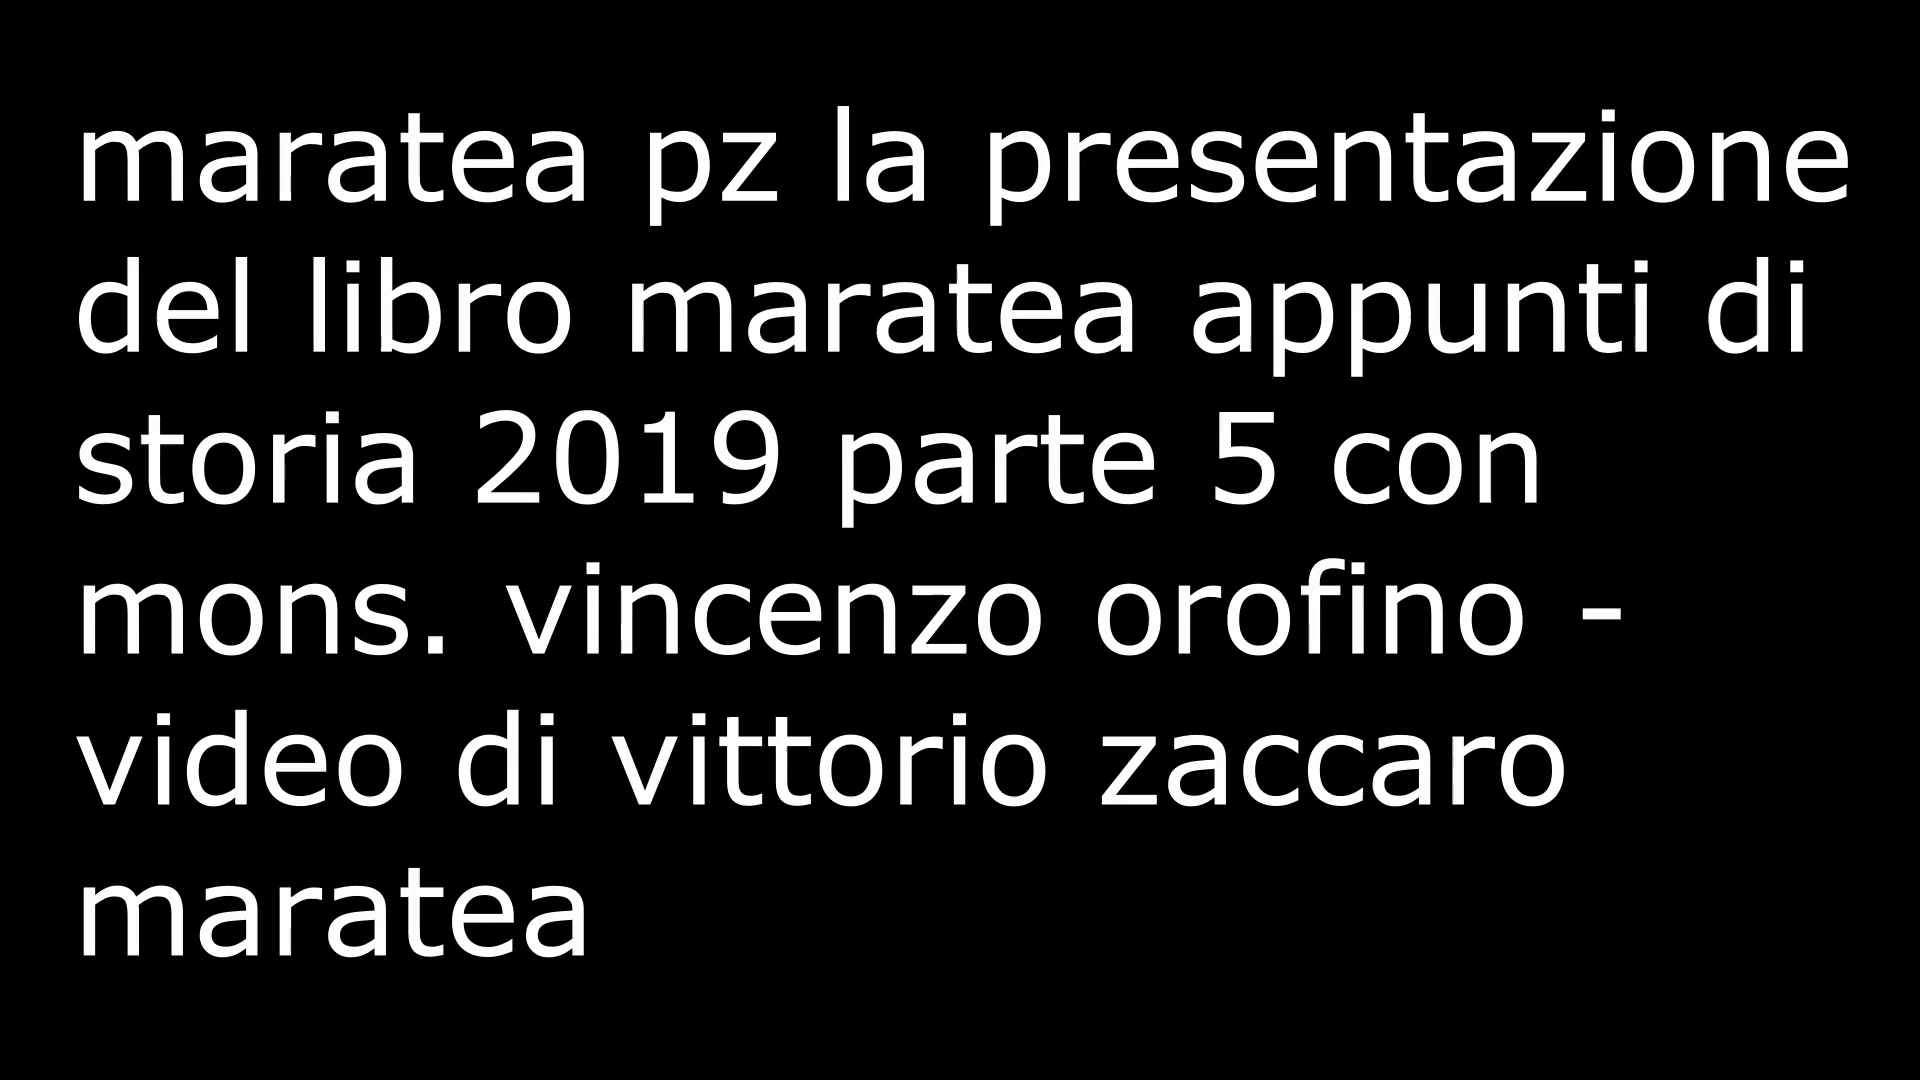 maratea pz la presentazione
del libro maratea appunti di
storia 2019 parte 5 con
mons. vincenzo orofino -
video di vittorio zaccaro
maratea